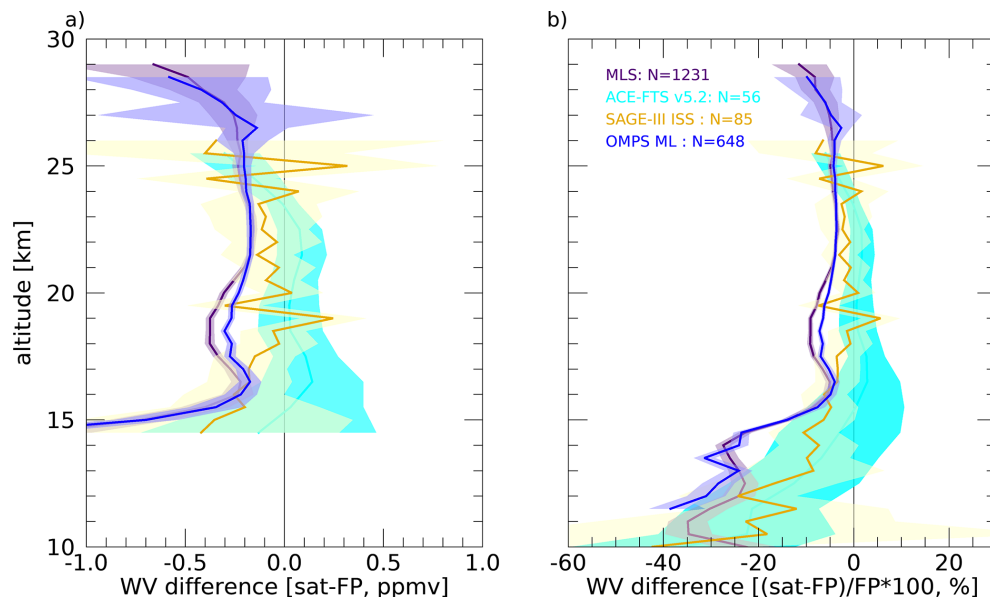 a)
30
25
20
15
10
altitude [km]
-1.0 -0.5 0.0 0.5 1.0
WV difference [sat-FP, ppmv]
b)
MLS: N=1231
ACE-FTS v5.2: N=56
SAGE-III ISS : N=85
OMPS ML : N=648
-60 -40 -20 0 20
WV difference [(sat-FP)/FP*100, %]